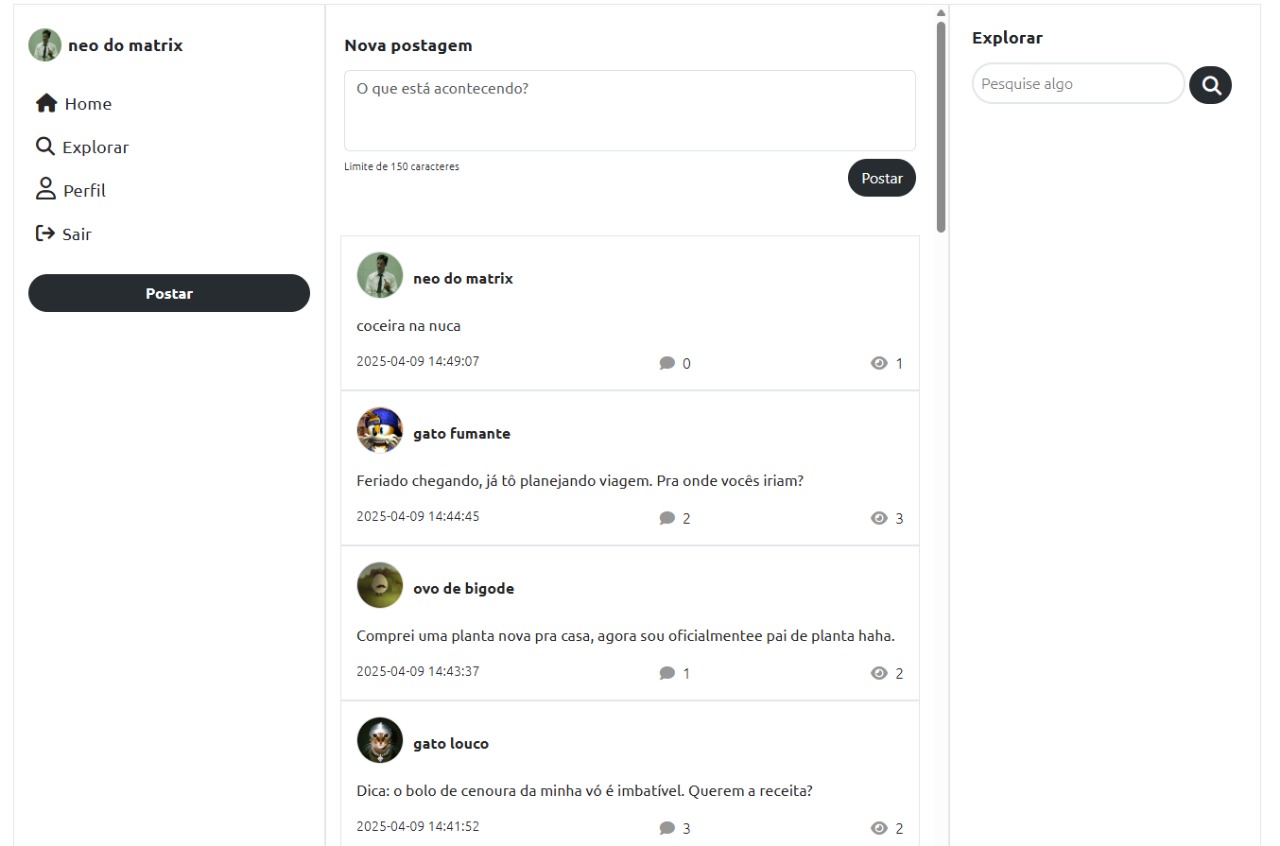 neo do matrix
Home
Explorar
Perfil
Sair
Postar
Nova postagem
O que está acontecendo?
Limite de 150 caracteres
Postar
neo do matrix
coceira na nuca
2025-04-09 14:49:07 0 1
gato fumante
Feriado chegando, já tô planejando viagem. Pra onde vocês iriam?
2025-04-09 14:44:45 2 3
ovo de bigode
Comprei uma planta nova pra casa, agora sou oficialmentee pai de planta haha.
2025-04-09 14:43:37 1 2
gato louco
Dica: o bolo de cenoura da minha vó é imbatível. Querem a receita?
2025-04-09 14:41:52 3 2
Explorar
Pesquise algo